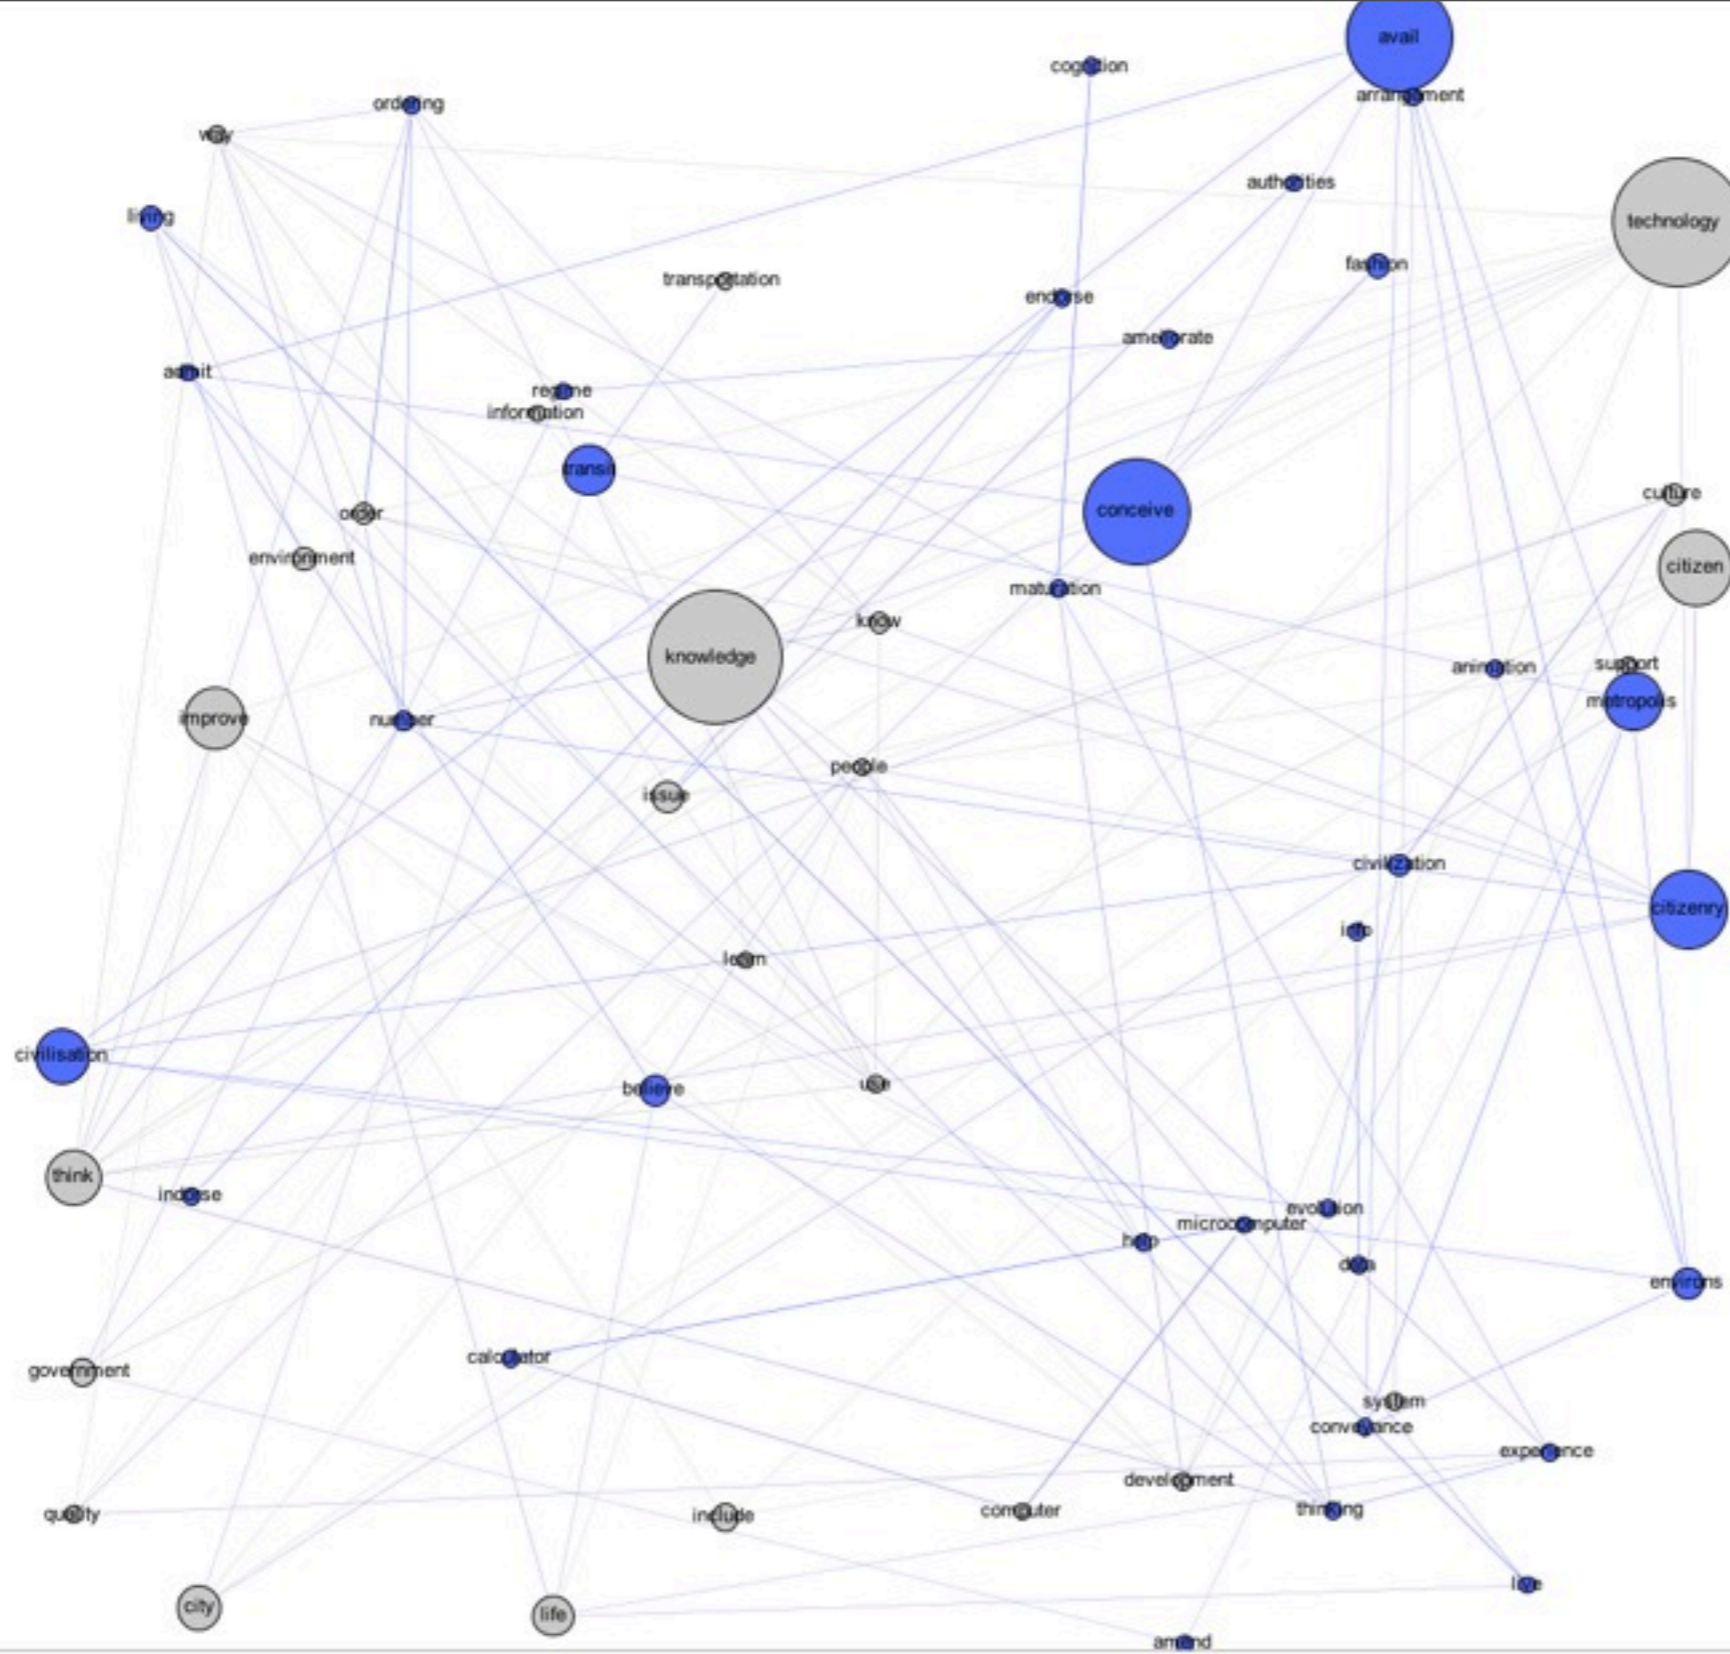 avail
cognition
arrangement
ordering
way
authorities
living
technology
fashion
transportation
endorse
ameliorate
admit
regime
information
transit
culture
conceive
order
environment
citizen
maturation
know
knowledge
support
animation
metropolis
improve
number
people
issue
civilization
citizenry
info
learn
civilisation
use
believe
think
indorse
evolution
microcomputer
help
data
environs
calculator
government
system
conveyance
experience
development
thinking
computer
quality
include
live
city
life
amend